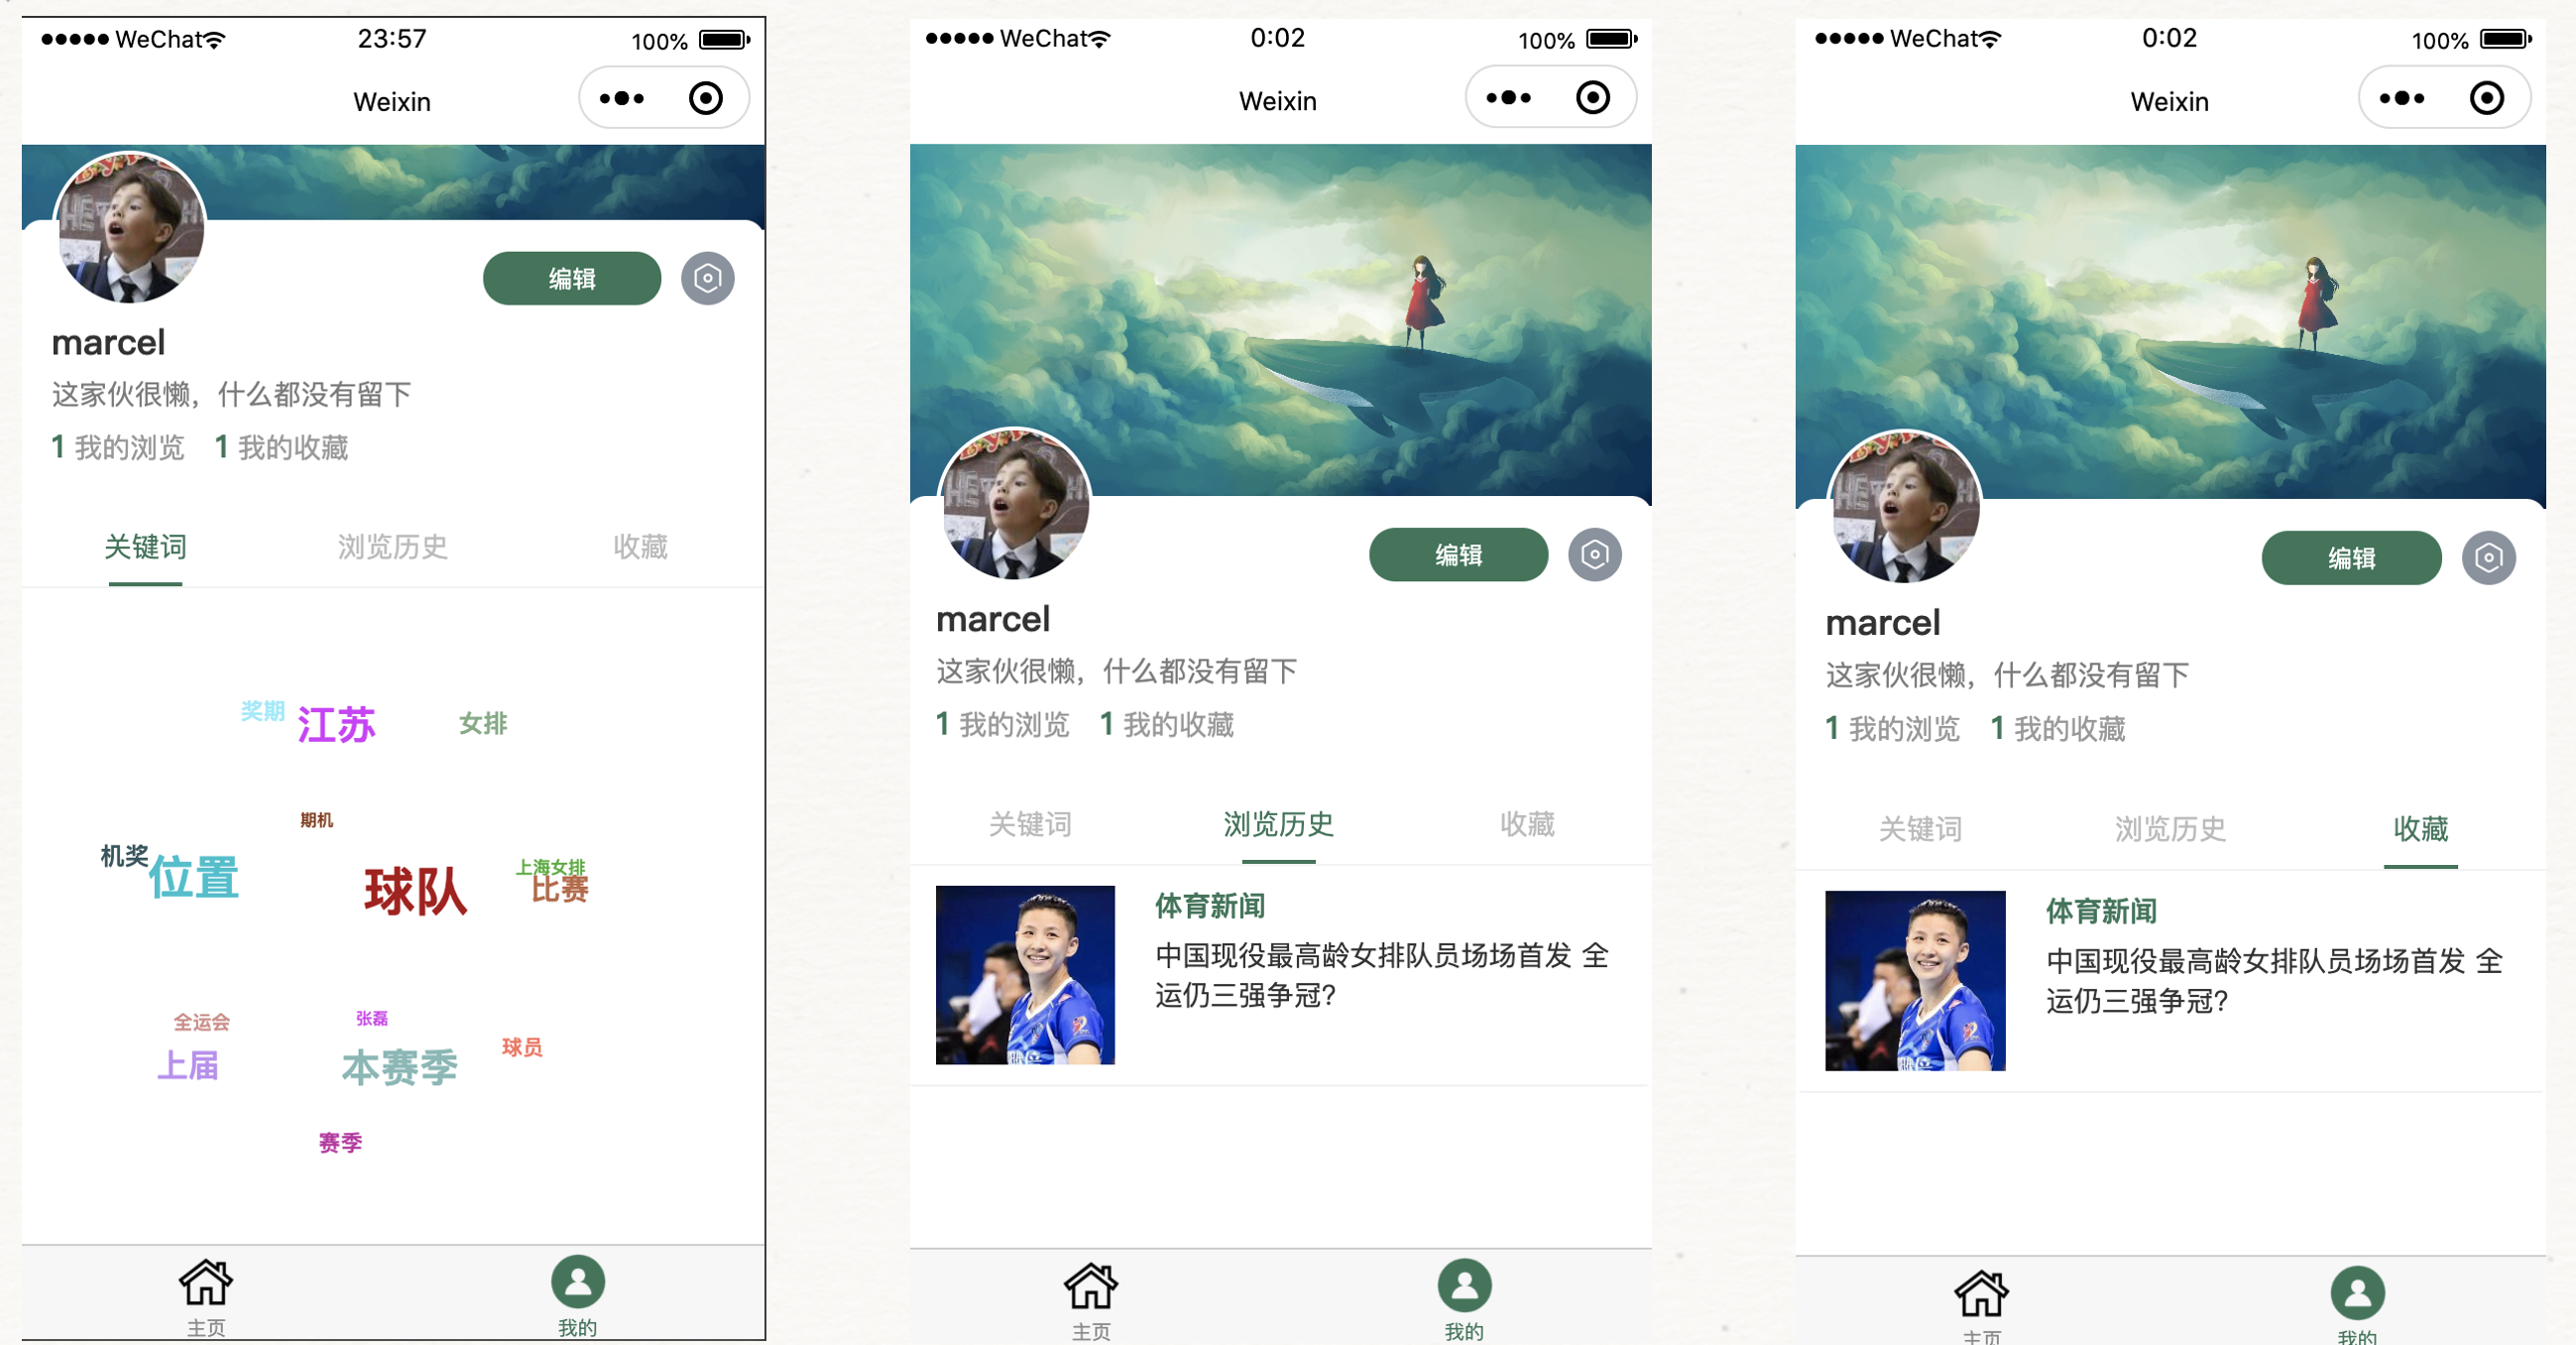 WeChat 23:57 100%
Weixin
编辑
marcel
这家伙很懒，什么都没有留下
1 我的浏览 1 我的收藏
关键词 浏览历史 收藏
奖期 江苏 女排
期机
机奖 位置 球队 上海女排 比赛
全运会 张磊 球员
上届 本赛季
赛季
主页 我的
WeChat 0:02 100%
Weixin
编辑
marcel
这家伙很懒，什么都没有留下
1 我的浏览 1 我的收藏
关键词 浏览历史 收藏
体育新闻
中国现役最高龄女排队员场场首发 全
运仍三强争冠?
主页 我的
WeChat 0:02 100%
Weixin
编辑
marcel
这家伙很懒，什么都没有留下
1 我的浏览 1 我的收藏
关键词 浏览历史 收藏
体育新闻
中国现役最高龄女排队员场场首发 全
运仍三强争冠?
主页 我的